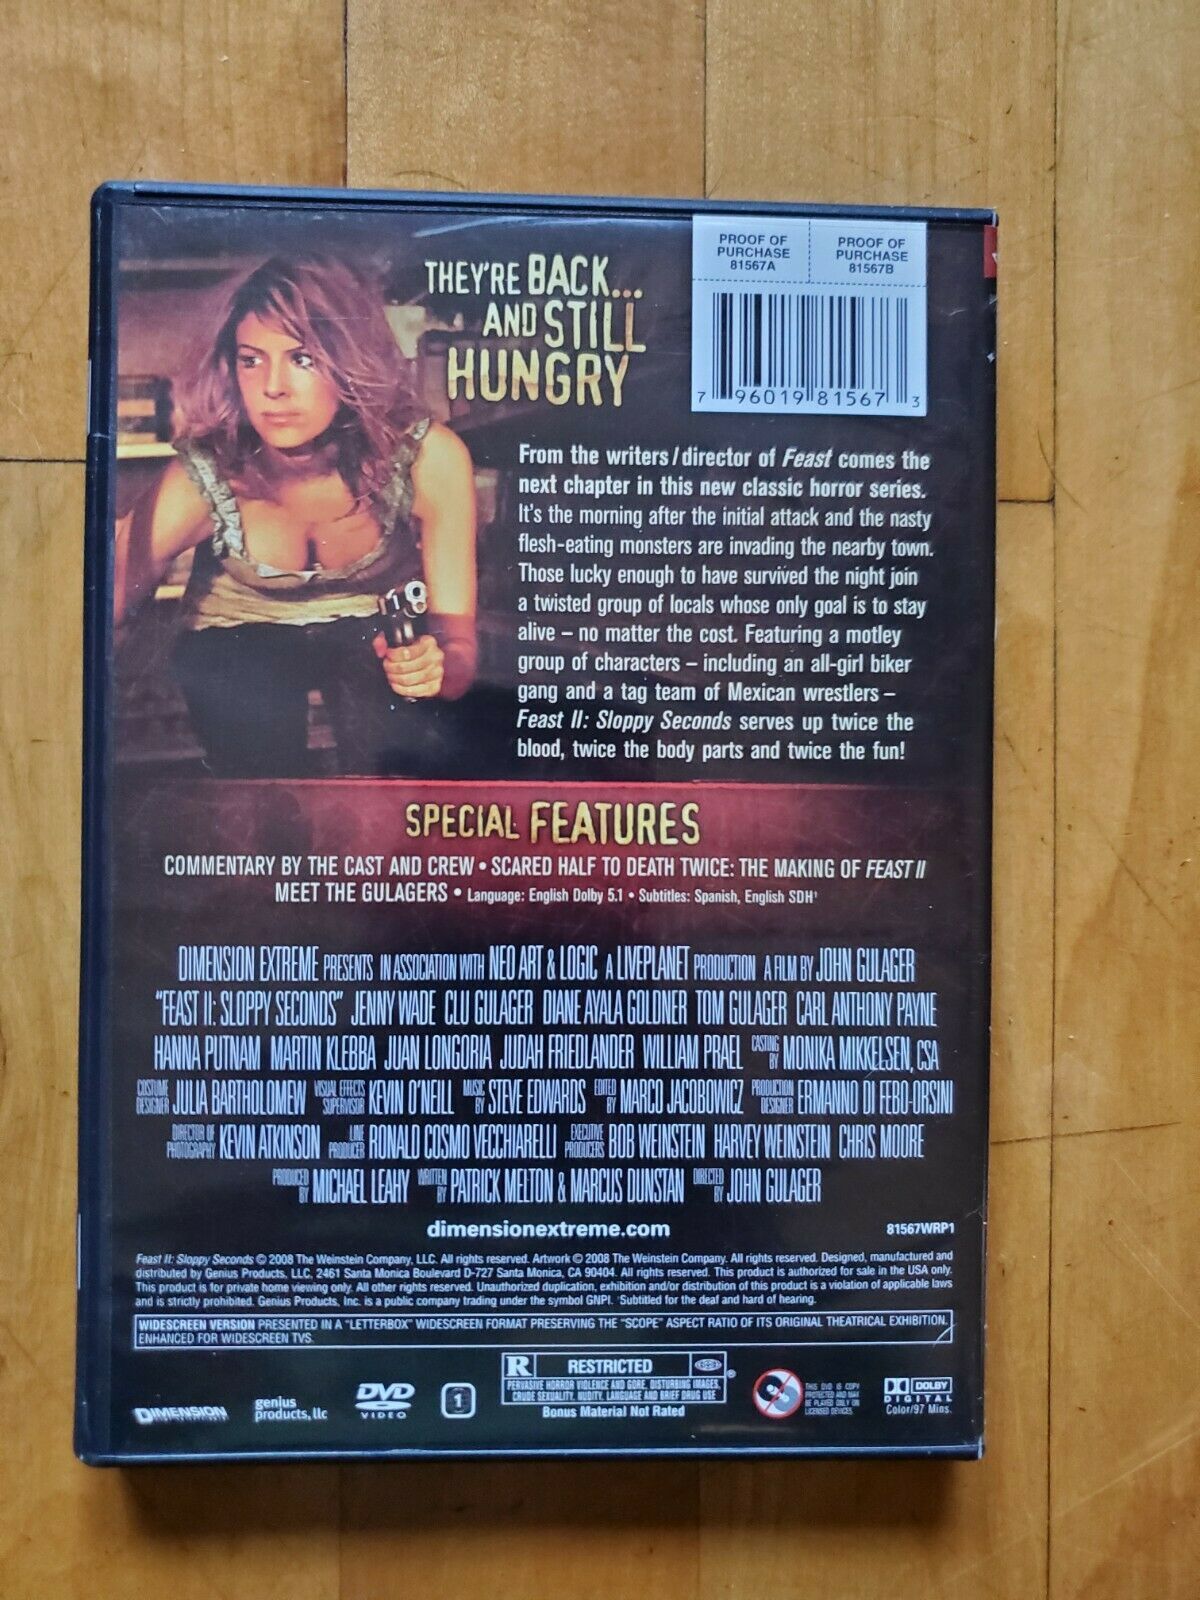 THEY'RE BACK...
AND STILL
HUNGRY
PROOF OF
PURCHASE
81567A
PROOF OF
PURCHASE
81567B
7 96019 81567 3
From the writers/director of Feast comes the
next chapter in this new classic horror series.
It's the morning after the initial attack and the nasty
flesh-eating monsters are invading the nearby town.
Those lucky enough to have survived the night join
a twisted group of locals whose only goal is to stay
alive – no matter the cost. Featuring a motley
group of characters – including an all-girl biker
gang and a tag team of Mexican wrestlers –
Feast II: Sloppy Seconds serves up twice the
blood, twice the body parts and twice the fun!
SPECIAL FEATURES
COMMENTARY BY THE CAST AND CREW • SCARED HALF TO DEATH TWICE: THE MAKING OF FEAST II
MEET THE GULAGERS • Language: English Dolby 5.1 • Subtitles: Spanish, English SDH¹
DIMENSION EXTREME PRESENTS IN ASSOCIATION WITH NEO ART & LOGIC A LIVEPLANET PRODUCTION A FILM BY JOHN GULAGER
"FEAST II: SLOPPY SECONDS" JENNY WADE CLU GULAGER DIANE AYALA GOLDNER TOM GULAGER CARL ANTHONY PAYNE
HANNA PUTNAM MARTIN KLEBBA JUAN LONGORIA JUDAH FRIEDLANDER WILLIAM PRAEL CASTING BY MONIKA MIKKELSEN, CSA
COSTUME DESIGNER JULIA BARTHOLOMEW VISUAL EFFECTS SUPERVISOR KEVIN O'NEILL MUSIC BY STEVE EDWARDS EDITED BY MARCO JACOBOWICZ PRODUCTION DESIGNER ERMANNO DI FEBO-ORSINI
DIRECTOR OF PHOTOGRAPHY KEVIN ATKINSON LINE PRODUCER RONALD COSMO VECCHIARELLI EXECUTIVE PRODUCERS BOB WEINSTEIN HARVEY WEINSTEIN CHRIS MOORE
PRODUCED BY MICHAEL LEAHY WRITTEN BY PATRICK MELTON & MARCUS DUNSTAN DIRECTED BY JOHN GULAGER
dimensionextreme.com
81567WRP1
Feast II: Sloppy Seconds © 2008 The Weinstein Company, LLC. All rights reserved. Artwork © 2008 The Weinstein Company. All rights reserved. Designed, manufactured and
distributed by Genius Products, LLC, 2461 Santa Monica Boulevard D-727 Santa Monica, CA 90404. All rights reserved. This product is authorized for sale in the USA only.
This product is for private home viewing only. All other rights reserved. Unauthorized duplication, exhibition and/or distribution of this product is a violation of applicable laws
and is strictly prohibited. Genius Products, Inc. is a public company trading under the symbol GNPI. ¹Subtitled for the deaf and hard of hearing.
WIDESCREEN VERSION PRESENTED IN A "LETTERBOX" WIDESCREEN FORMAT PRESERVING THE "SCOPE" ASPECT RATIO OF ITS ORIGINAL THEATRICAL EXHIBITION.
ENHANCED FOR WIDESCREEN TVS.
DIMENSION
genius
products, llc
DVD
VIDEO
1
R RESTRICTED ®
PERVASIVE HORROR VIOLENCE AND GORE, DISTURBING IMAGES,
CRUDE SEXUALITY, NUDITY, LANGUAGE AND BRIEF DRUG USE
Bonus Material Not Rated
THIS DVD IS COPY
PROTECTED AND MAY
BE PLAYED ONLY ON
LICENSED DEVICES.
DOLBY
DIGITAL
Color/97 Mins.